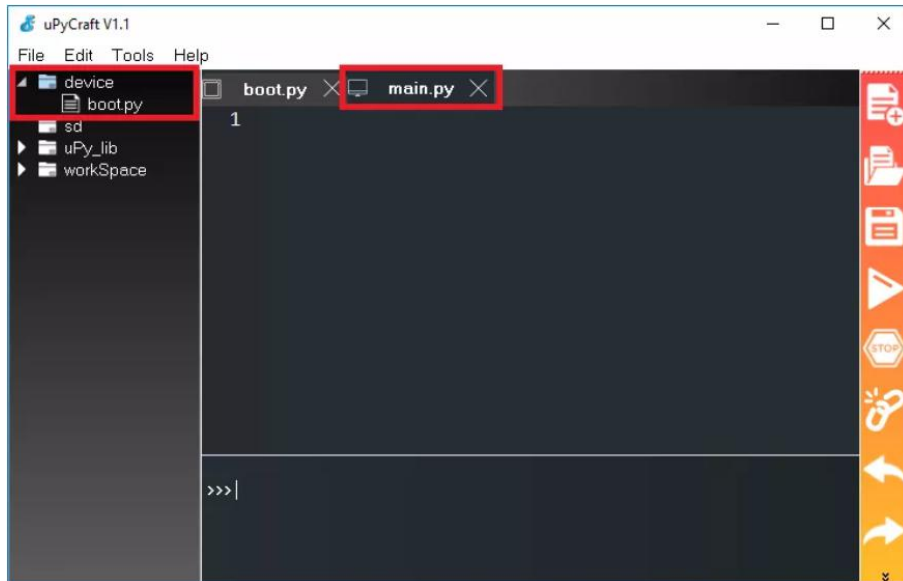 uPyCraft V1.1
File Edit Tools Help
device
boot.py
sd
uPy_lib
workSpace
boot.py main.py
1
>>>
STOP